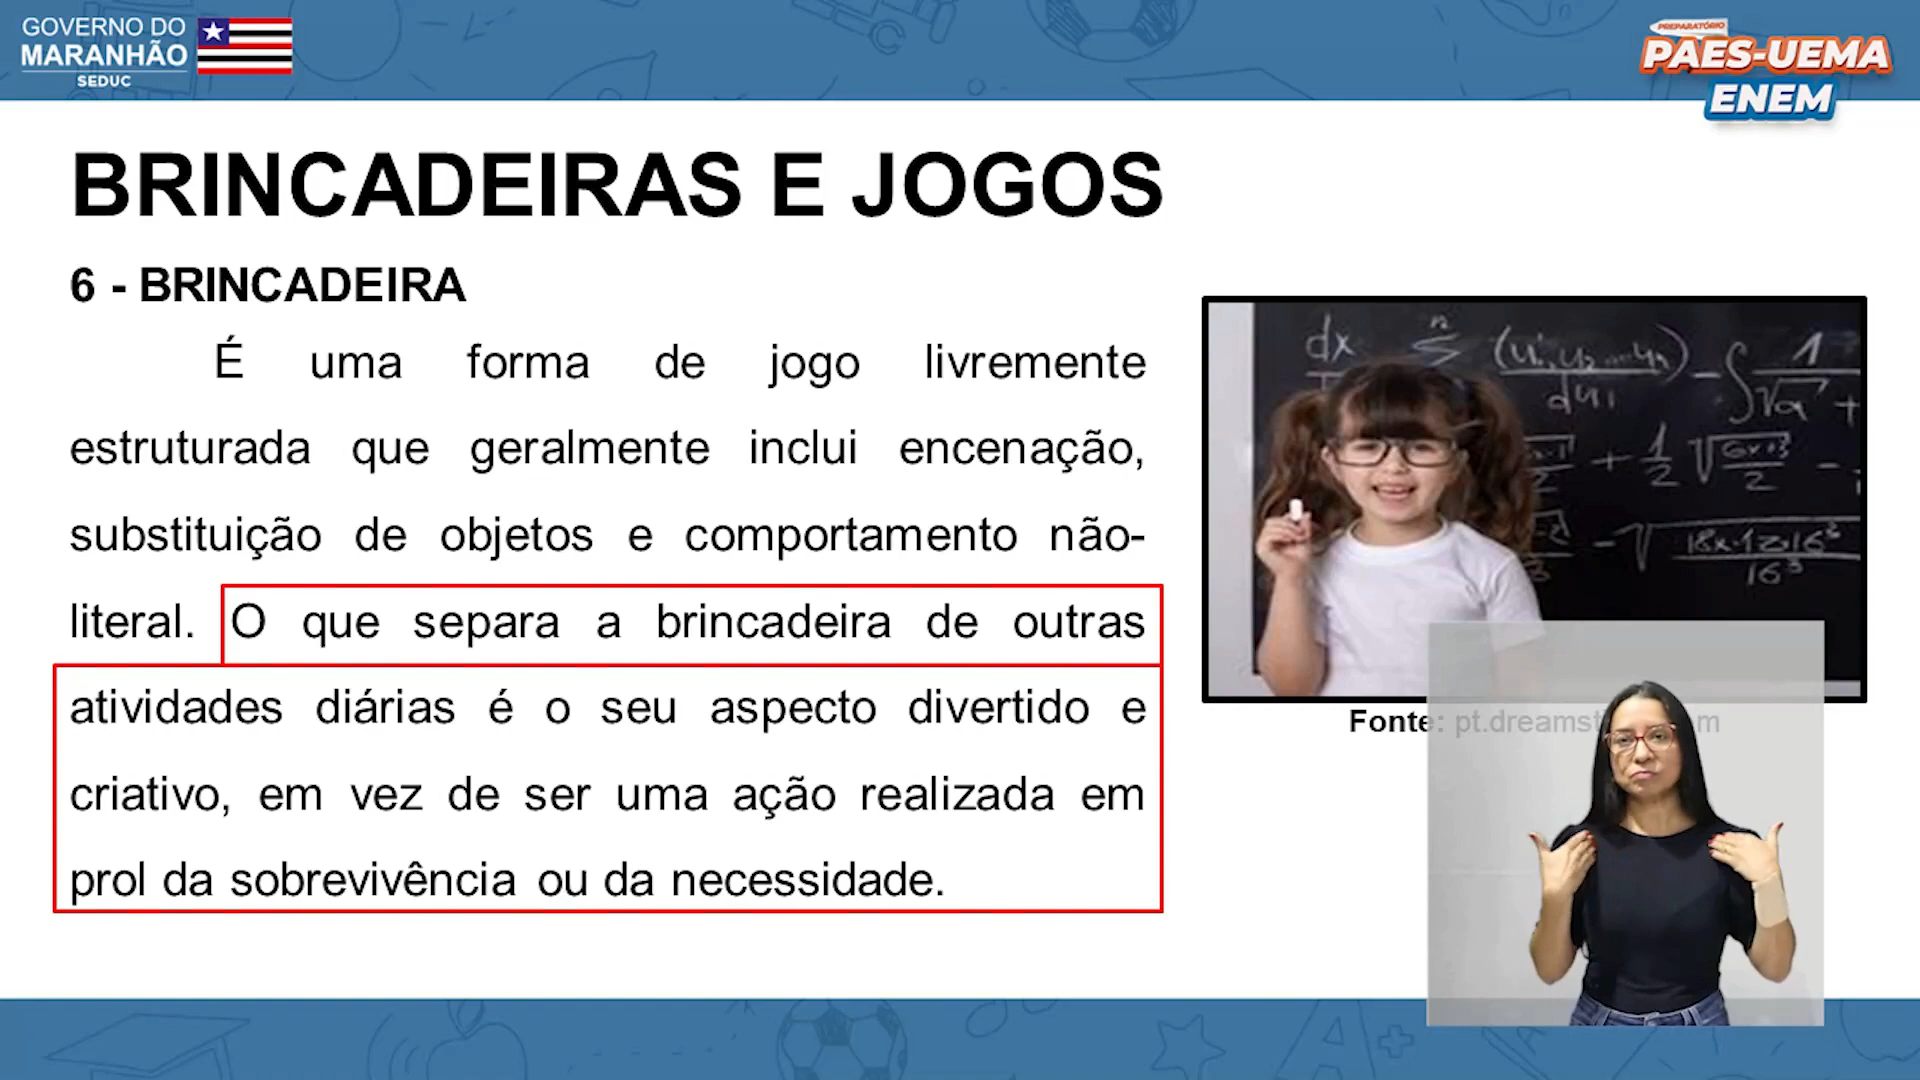 GOVERNO DO
MARANHÃO
SEDUC
PREPARATÓRIO
PAES-UEMA
ENEM
BRINCADEIRAS E JOGOS
6 - BRINCADEIRA
É uma forma de jogo livremente
estruturada que geralmente inclui encenação,
substituição de objetos e comportamento não-
literal. O que separa a brincadeira de outras
atividades diárias é o seu aspecto divertido e
criativo, em vez de ser uma ação realizada em
prol da sobrevivência ou da necessidade.
Fonte: